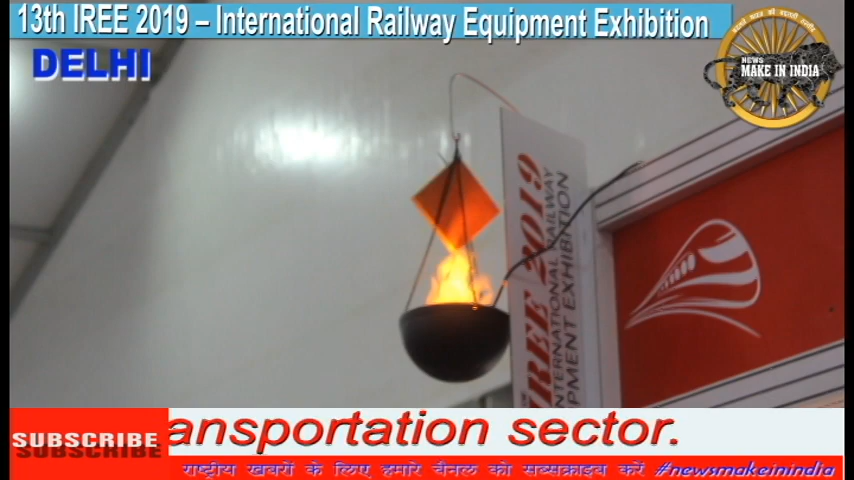 13th IREE 2019 – International Railway Equipment Exhibition
DELHI
NEWS
MAKE IN INDIA
IREE 2019
INTERNATIONAL RAILWAY
PMENT EXHIBITION
ansportation sector.
SUBSCRIBE
राष्ट्रीय खबरों के लिए हमारे चैनल को सब्सक्राइब करें #newsmakeinindia